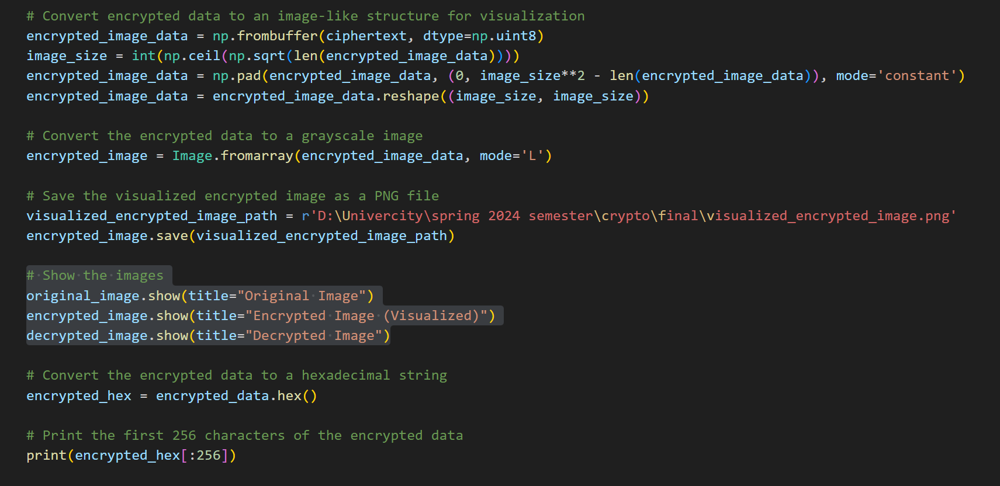 # Convert encrypted data to an image-like structure for visualization
encrypted_image_data = np.frombuffer(ciphertext, dtype=np.uint8)
image_size = int(np.ceil(np.sqrt(len(encrypted_image_data))))
encrypted_image_data = np.pad(encrypted_image_data, (0, image_size**2 - len(encrypted_image_data)), mode='constant')
encrypted_image_data = encrypted_image_data.reshape((image_size, image_size))
# Convert the encrypted data to a grayscale image
encrypted_image = Image.fromarray(encrypted_image_data, mode='L')
# Save the visualized encrypted image as a PNG file
visualized_encrypted_image_path = r'D:\Univercity\spring 2024 semester\crypto\final\visualized_encrypted_image.png'
encrypted_image.save(visualized_encrypted_image_path)
# Show the images
original_image.show(title="Original Image")
encrypted_image.show(title="Encrypted Image (Visualized)")
decrypted_image.show(title="Decrypted Image")
# Convert the encrypted data to a hexadecimal string
encrypted_hex = encrypted_data.hex()
# Print the first 256 characters of the encrypted data
print(encrypted_hex[:256])